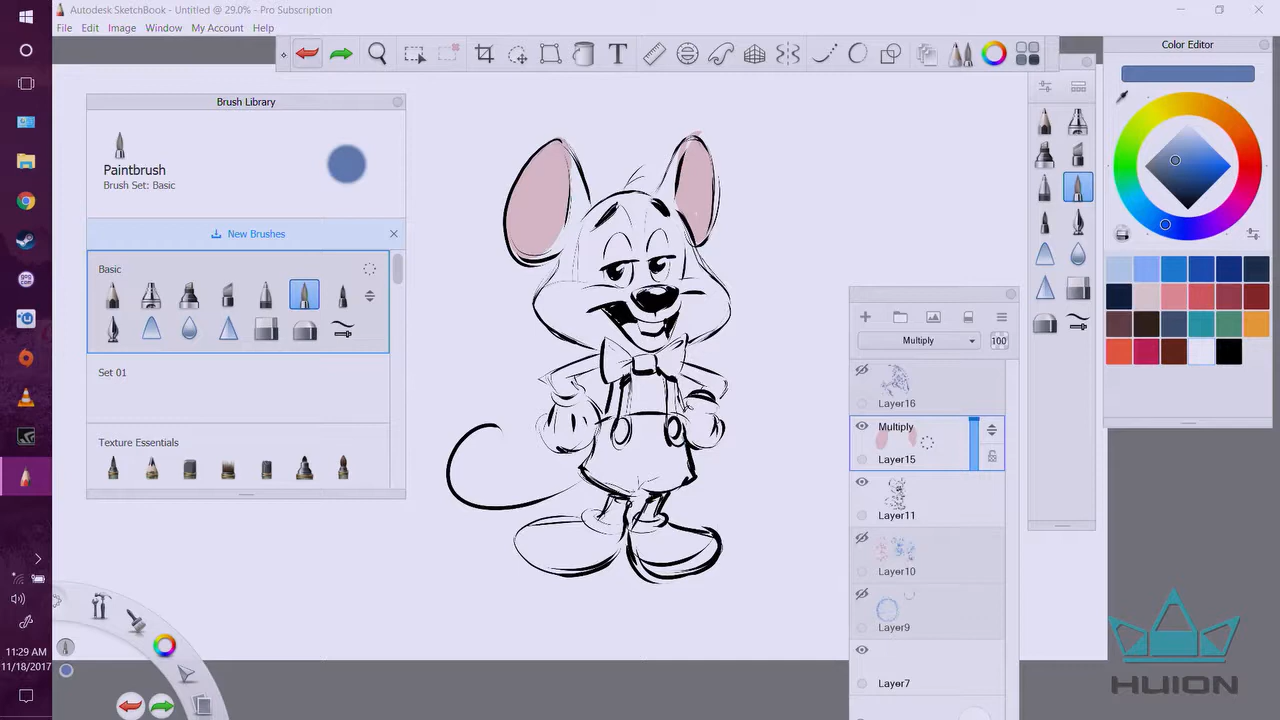 Autodesk SketchBook - Untitled @ 29.0% - Pro Subscription
File Edit Image Window My Account Help
Brush Library
Paintbrush
Brush Set: Basic
New Brushes
Basic
Set 01
Texture Essentials
Color Editor
Multiply
100
Layer16
Multiply
Layer15
Layer11
Layer10
Layer9
Layer7
11:29 AM
11/18/2017
HUION